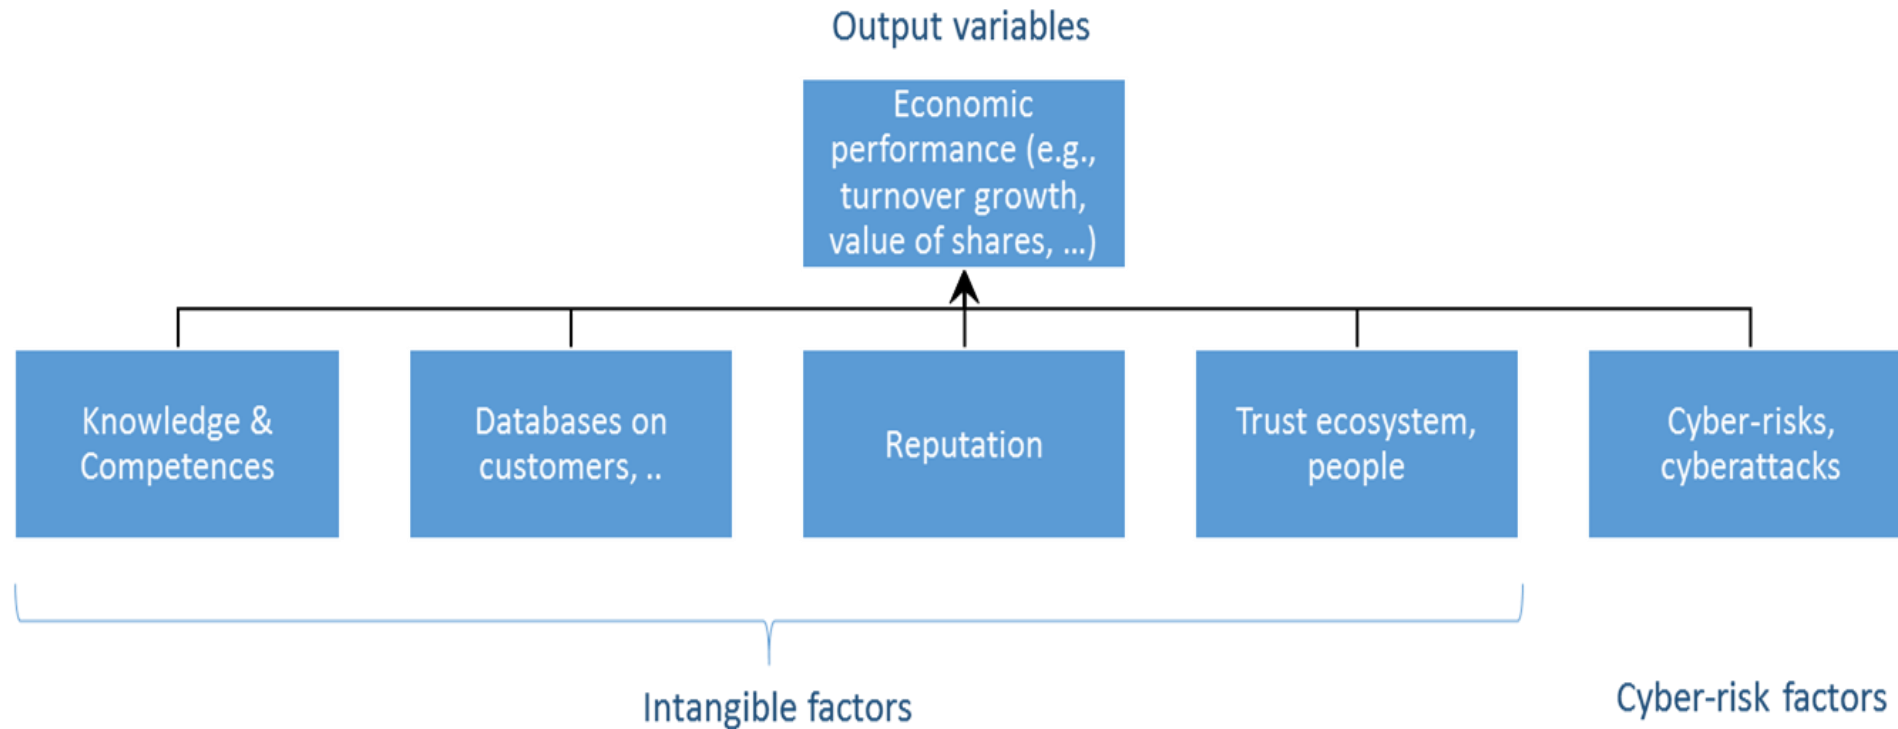 Output variables
Economic
performance (e.g.,
turnover growth,
value of shares, ...)
Knowledge &
Competences
Databases on
customers, ..
Reputation
Trust ecosystem,
people
Cyber-risks,
cyberattacks
Intangible factors
Cyber-risk factors